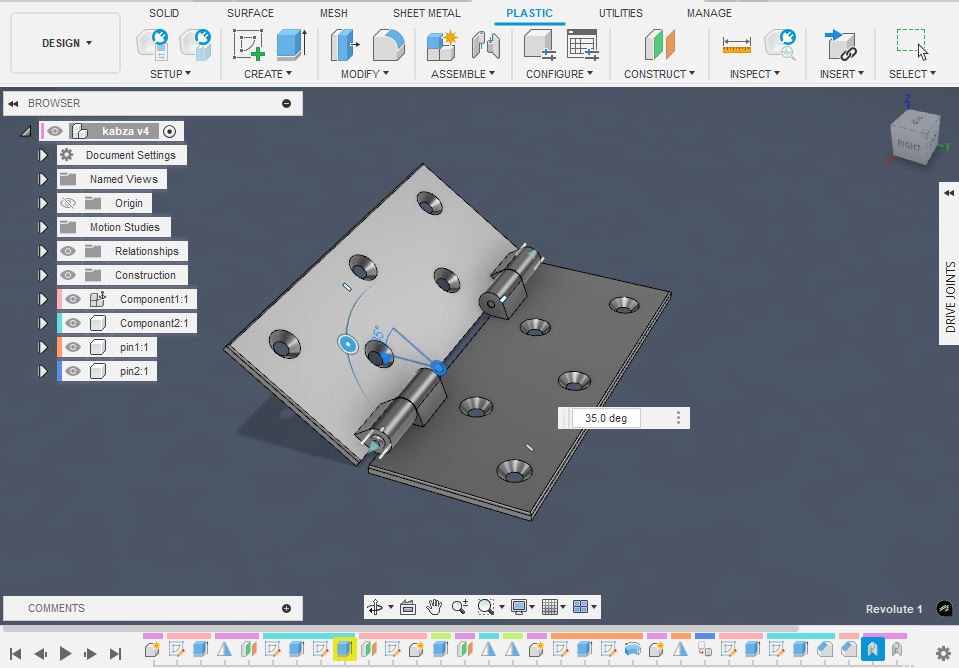 SOLID SURFACE MESH SHEET METAL PLASTIC UTILITIES MANAGE
DESIGN
SETUP CREATE MODIFY ASSEMBLE CONFIGURE CONSTRUCT INSPECT INSERT SELECT
BROWSER
kabza v4
Document Settings
Named Views
Origin
Motion Studies
Relationships
Construction
Component1:1
Componant2:1
pin1:1
pin2:1
Z
Y
RIGHT
DRIVE JOINTS
35.0 deg
COMMENTS
Revolute 1